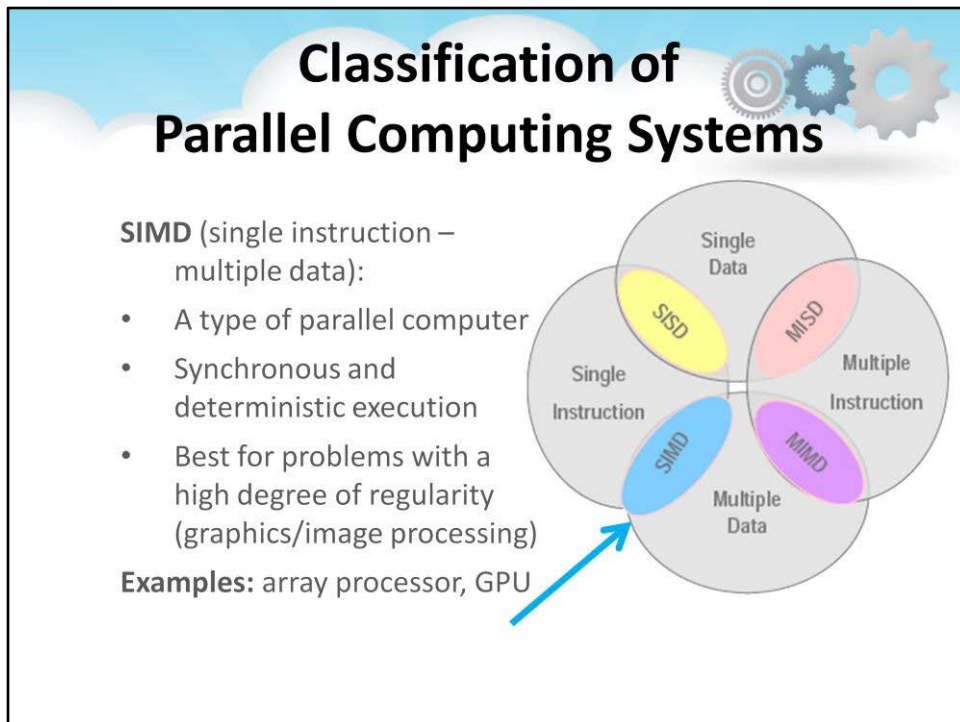 Classification of
Parallel Computing Systems
SIMD (single instruction –
multiple data):
• A type of parallel computer
• Synchronous and
deterministic execution
• Best for problems with a
high degree of regularity
(graphics/image processing)
Examples: array processor, GPU
Single
Data
SISD
MISD
Single
Instruction
Multiple
Instruction
SIMD
MIMD
Multiple
Data